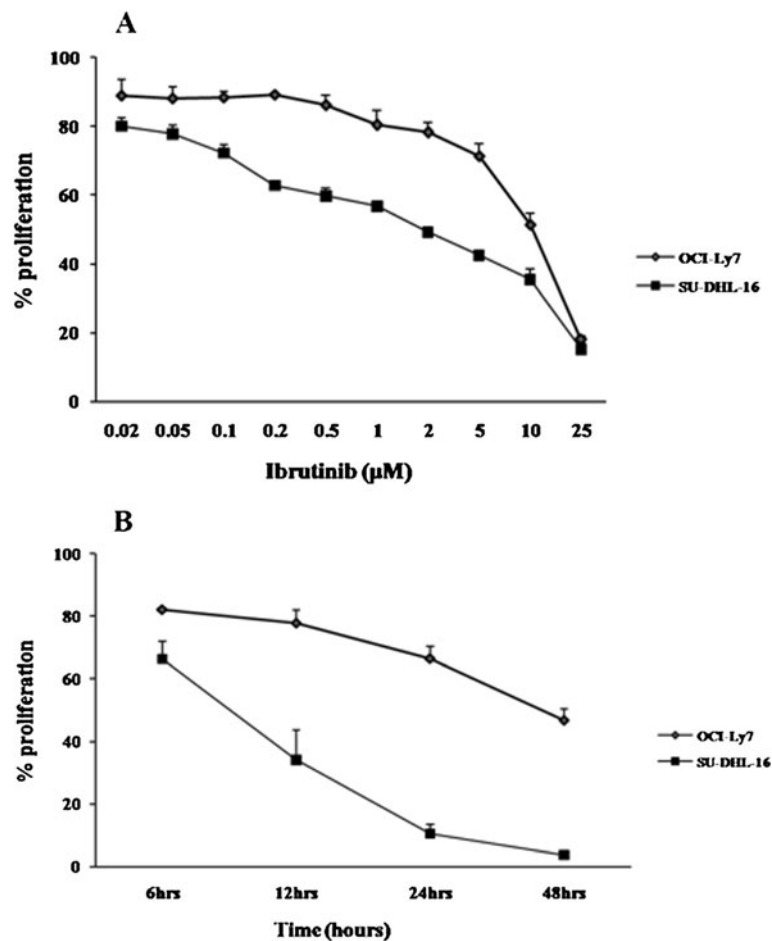 A
% proliferation
100
80
60
40
20
0
0.02 0.05 0.1 0.2 0.5 1 2 5 10 25
Ibrutinib (µM)
OCI-Ly7
SU-DHL-16
B
% proliferation
100
80
60
40
20
0
6hrs 12hrs 24hrs 48hrs
Time (hours)
OCI-Ly7
SU-DHL-16